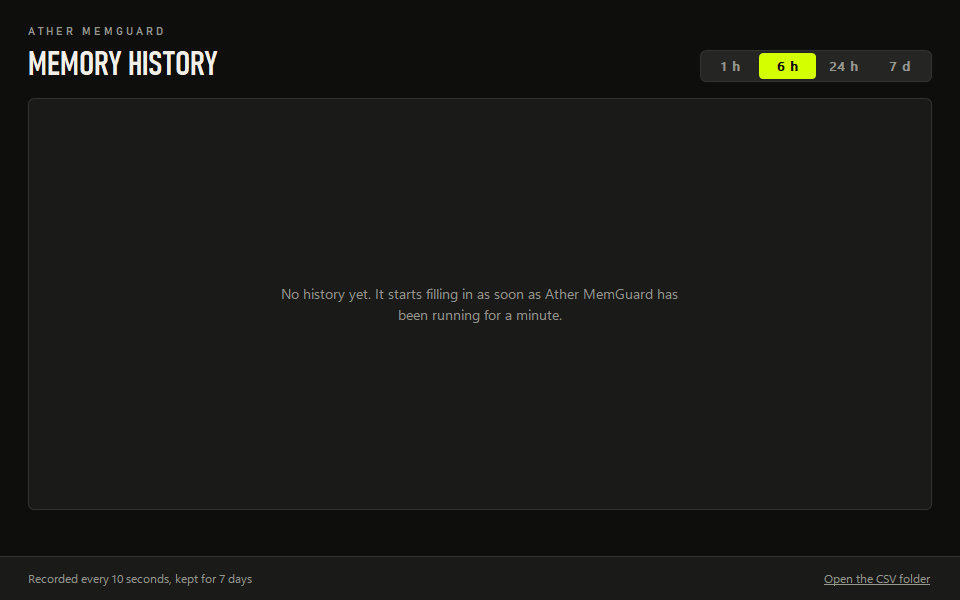 ATHER MEMGUARD
MEMORY HISTORY
1 h 6 h 24 h 7 d
No history yet. It starts filling in as soon as Ather MemGuard has
been running for a minute.
Recorded every 10 seconds, kept for 7 days
Open the CSV folder